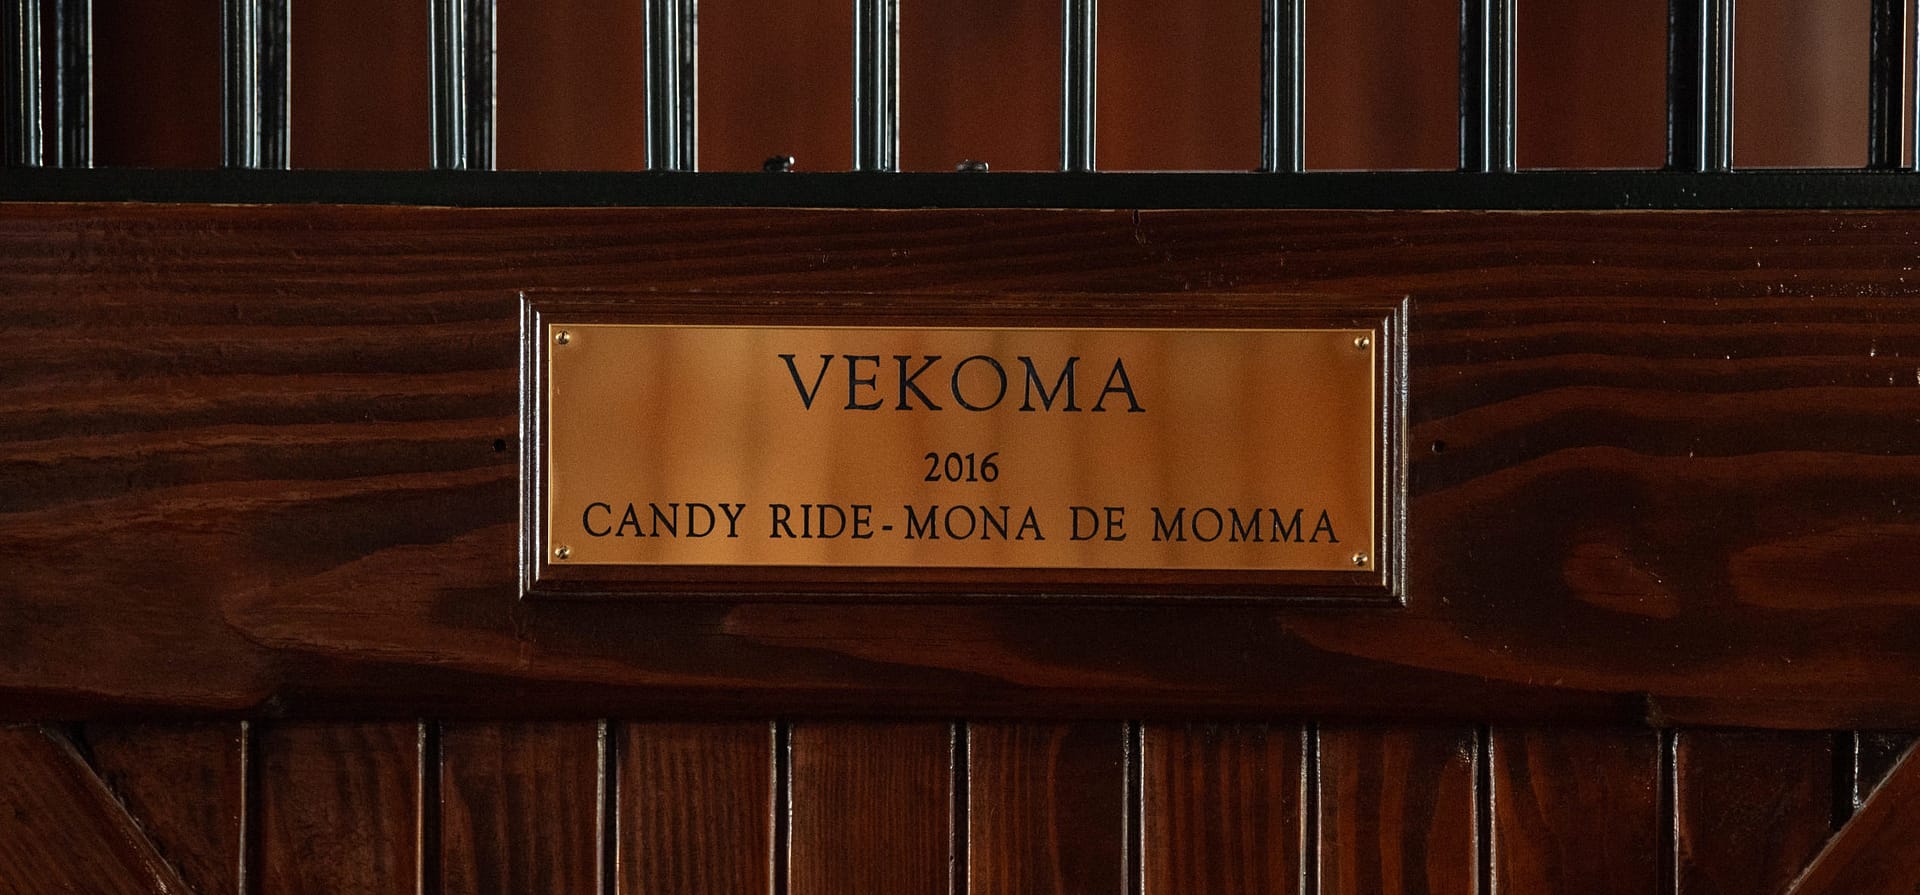 VEKOMA
2016
CANDY RIDE-MONA DE MOMMA